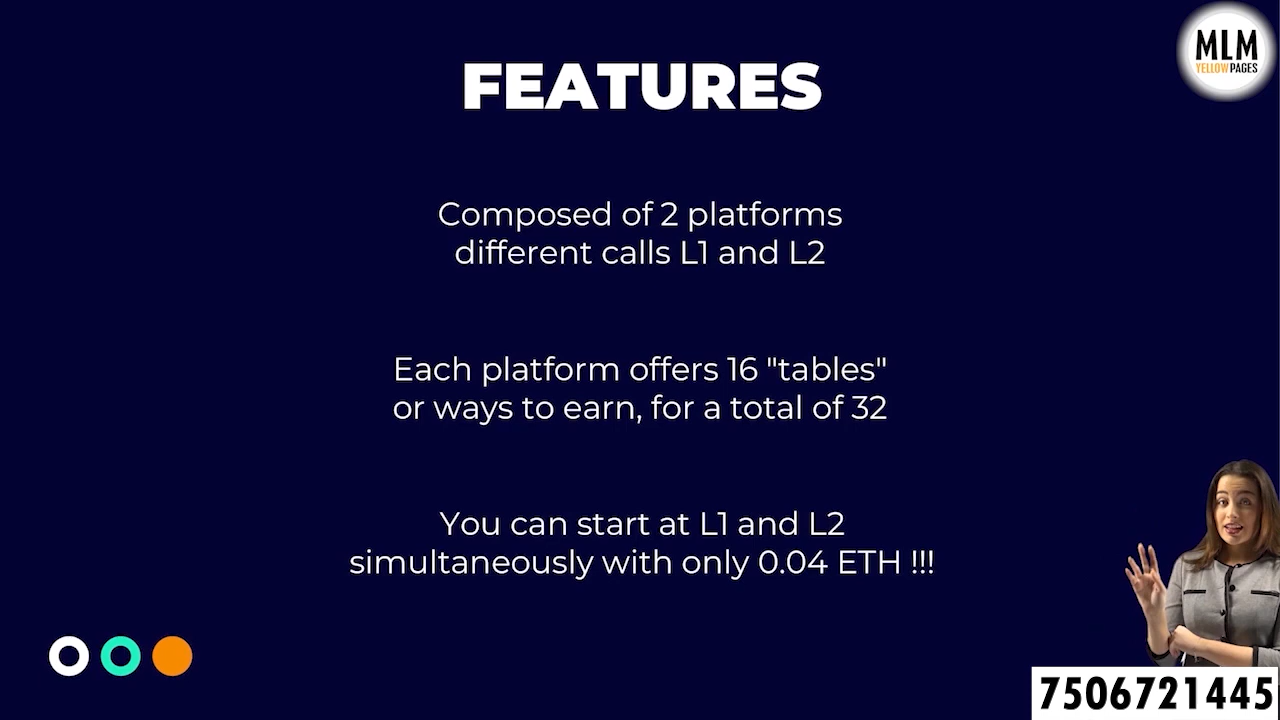 MLM
YELLOWPAGES
FEATURES
Composed of 2 platforms
different calls L1 and L2
Each platform offers 16 "tables"
or ways to earn, for a total of 32
You can start at L1 and L2
simultaneously with only 0.04 ETH !!!
7506721445